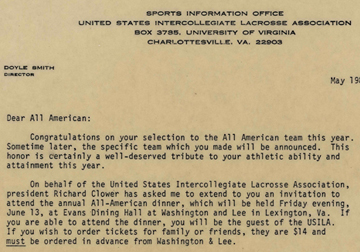 SPORTS INFORMATION OFFICE
UNITED STATES INTERCOLLEGIATE LACROSSE ASSOCIATION
BOX 3785, UNIVERSITY OF VIRGINIA
CHARLOTTESVILLE, VA. 22903
DOYLE SMITH
DIRECTOR
May 198
Dear All American:
Congratulations on your selection to the All American team this year.
Sometime later, the specific team which you made will be announced. This
honor is certainly a well-deserved tribute to your athletic ability and
attainment this year.
On behalf of the United States Intercollegiate Lacrosse Association,
president Richard Clower has asked me to extend to you an invitation to
attend the annual All-American dinner, which will be held Friday evening,
June 13, at Evans Dining Hall at Washington and Lee in Lexington, Va. If
you are able to attend the dinner, you will be the guest of the USILA.
If you wish to order tickets for family or friends, they are $14 and
must be ordered in advance from Washington & Lee.